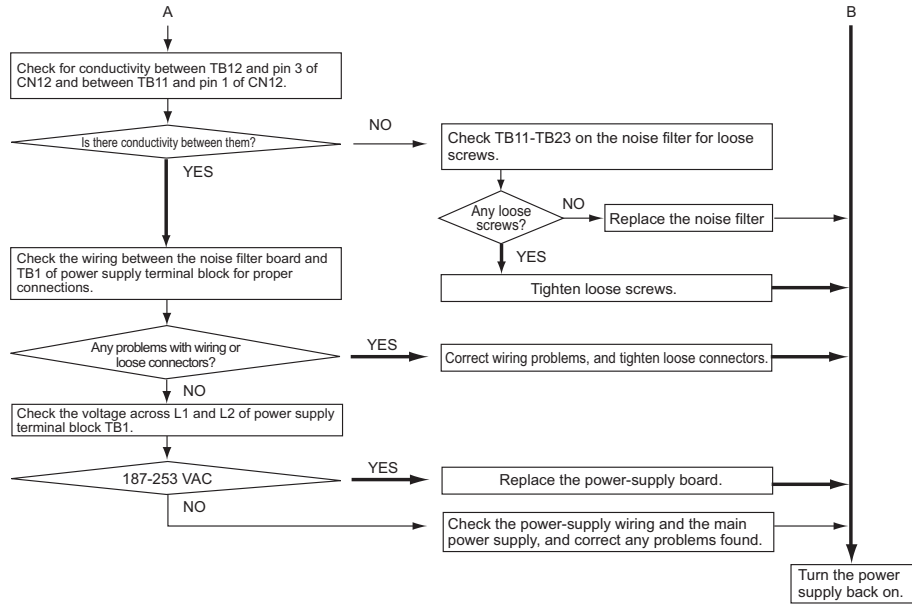 A
B
Check for conductivity between TB12 and pin 3 of
CN12 and between TB11 and pin 1 of CN12.
Is there conductivity between them?
NO
YES
Check TB11-TB23 on the noise filter for loose
screws.
Any loose
screws?
NO
Replace the noise filter
YES
Tighten loose screws.
Check the wiring between the noise filter board and
TB1 of power supply terminal block for proper
connections.
Any problems with wiring or
loose connectors?
YES
Correct wiring problems, and tighten loose connectors.
NO
Check the voltage across L1 and L2 of power supply
terminal block TB1.
187-253 VAC
YES
Replace the power-supply board.
NO
Check the power-supply wiring and the main
power supply, and correct any problems found.
Turn the power
supply back on.